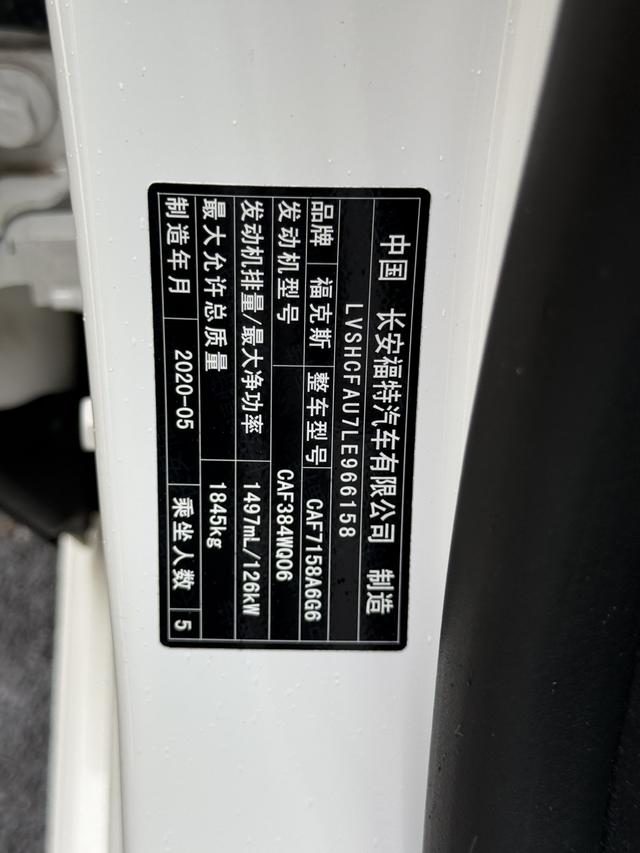 中国 长安福特汽车有限公司 制造
LVSHCFAU7LE966158
品牌 福克斯 整车型号 CAF7158A6G6
发动机型号 CAF384WQ06
发动机排量/最大净功率 1497mL/126kW
最大允许总质量 1845kg
制造年月 2020-05 乘坐人数 5